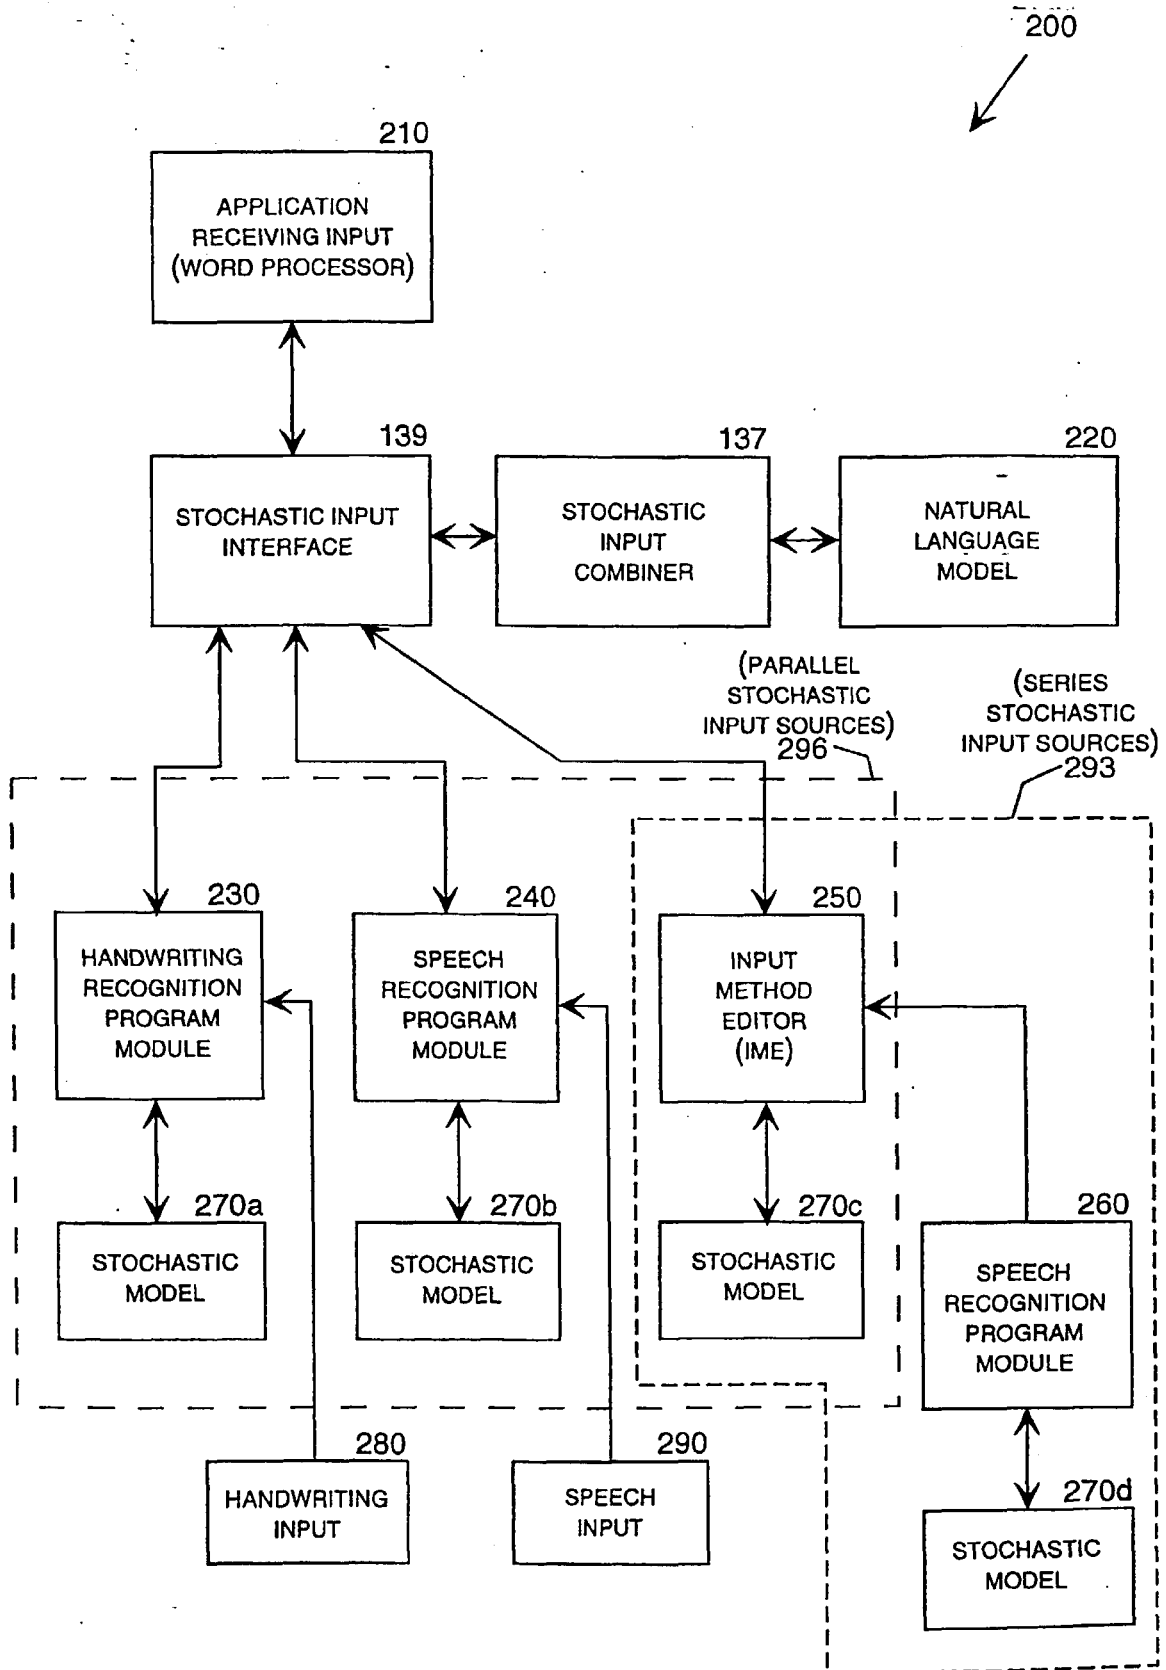 200
210
APPLICATION
RECEIVING INPUT
(WORD PROCESSOR)
139
STOCHASTIC INPUT
INTERFACE
137
STOCHASTIC
INPUT
COMBINER
220
NATURAL
LANGUAGE
MODEL
(PARALLEL
STOCHASTIC
INPUT SOURCES)
296
(SERIES
STOCHASTIC
INPUT SOURCES)
293
230
HANDWRITING
RECOGNITION
PROGRAM
MODULE
240
SPEECH
RECOGNITION
PROGRAM
MODULE
250
INPUT
METHOD
EDITOR
(IME)
270a
STOCHASTIC
MODEL
270b
STOCHASTIC
MODEL
270c
STOCHASTIC
MODEL
260
SPEECH
RECOGNITION
PROGRAM
MODULE
280
HANDWRITING
INPUT
290
SPEECH
INPUT
270d
STOCHASTIC
MODEL